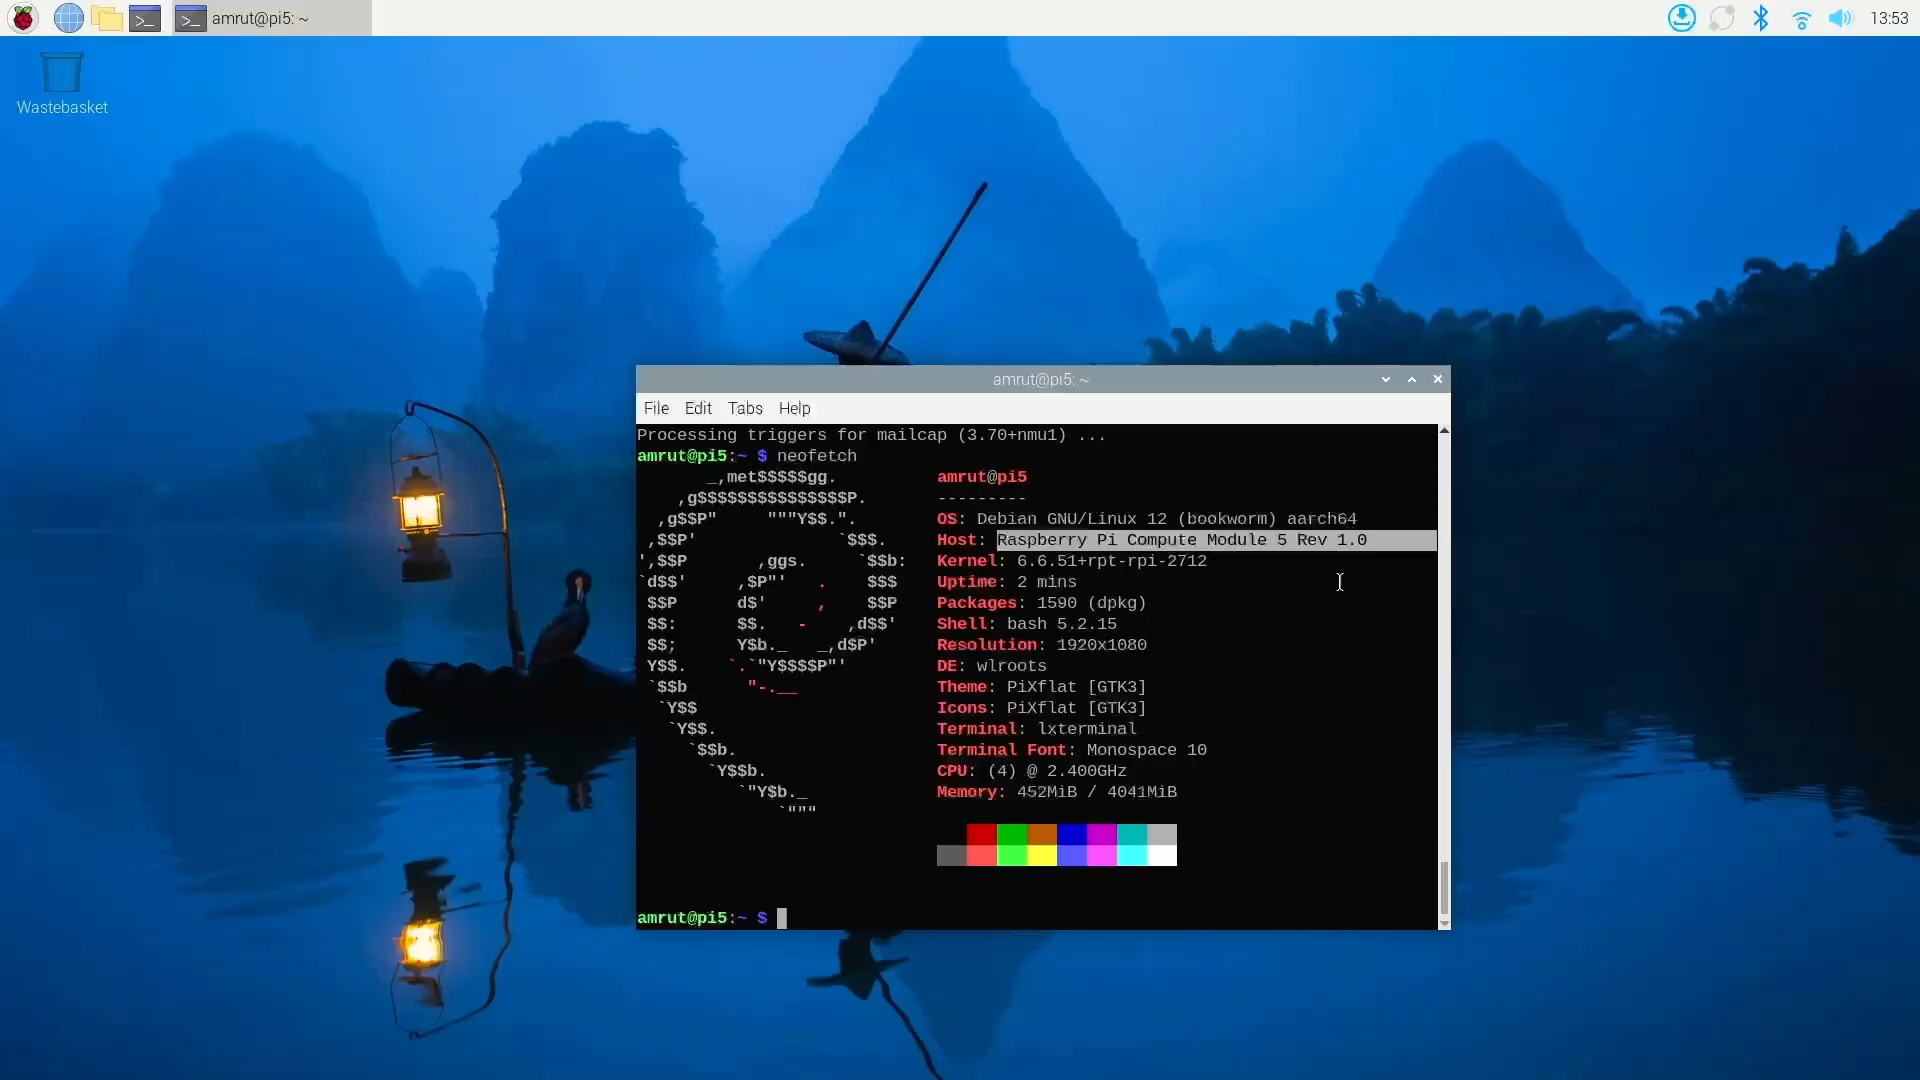 amrut@pi5: ~
13:53
Wastebasket
amrut@pi5: ~
File Edit Tabs Help
Processing triggers for mailcap (3.70+nmu1) ...
amrut@pi5:~ $ neofetch
       _,met$$$$$gg.          amrut@pi5
    ,g$$$$$$$$$$$$$$$P.       ---------
  ,g$$P"     """Y$$.".        OS: Debian GNU/Linux 12 (bookworm) aarch64
 ,$$P'              `$$$.     Host: Raspberry Pi Compute Module 5 Rev 1.0
',$$P       ,ggs.     `$$b:   Kernel: 6.6.51+rpt-rpi-2712
`d$$'     ,$P"'   .    $$$    Uptime: 2 mins
 $$P      d$'     ,    $$P    Packages: 1590 (dpkg)
 $$:      $$.   -    ,d$$'    Shell: bash 5.2.15
 $$;      Y$b._   _,d$P'      Resolution: 1920x1080
 Y$$.    `.`"Y$$$$P"'         DE: wlroots
 `$$b      "-.__              Theme: PiXflat [GTK3]
  `Y$$                        Icons: PiXflat [GTK3]
   `Y$$.                      Terminal: lxterminal
     `$$b.                    Terminal Font: Monospace 10
       `Y$$b.                 CPU: (4) @ 2.400GHz
          `"Y$b._             Memory: 452MiB / 4041MiB
              `"""
amrut@pi5:~ $